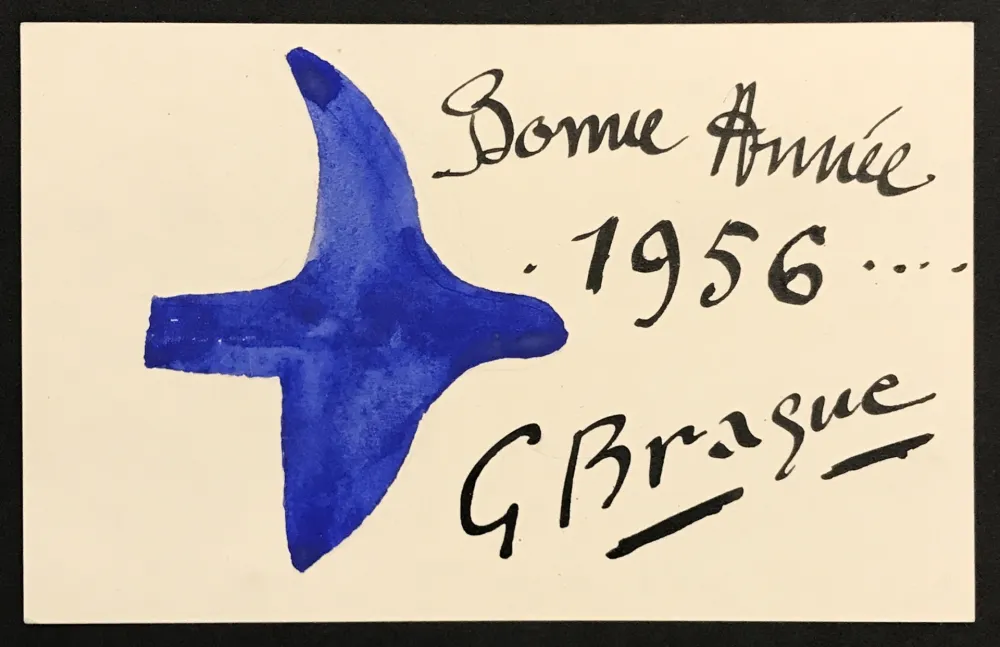 Bonne Année
. 1956 ....
G Braque